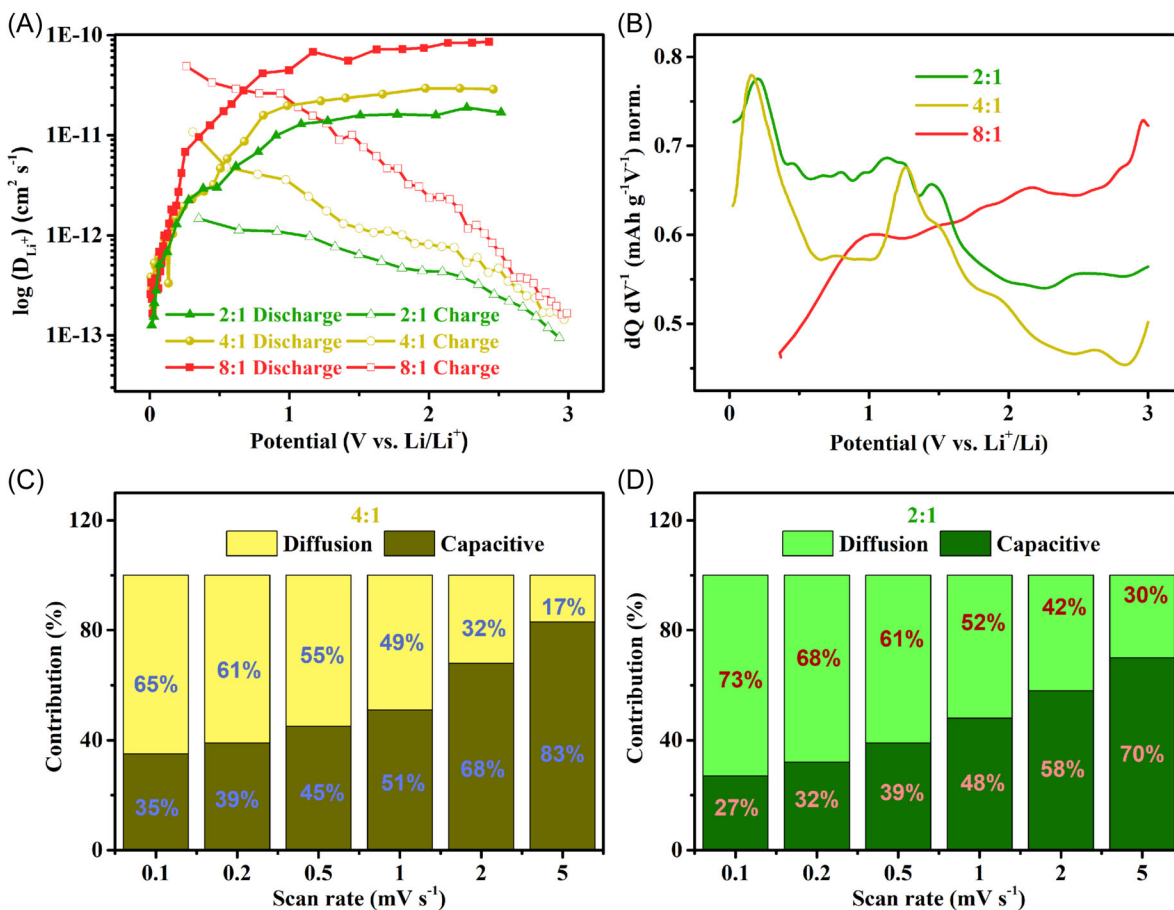 (A)
1E-10
1E-11
1E-12
1E-13
log (D_Li+) (cm² s⁻¹)
2:1 Discharge 2:1 Charge
4:1 Discharge 4:1 Charge
8:1 Discharge 8:1 Charge
0 1 2 3
Potential (V vs. Li/Li⁺)
(B)
0.8
0.7
0.6
0.5
dQ dV⁻¹ (mAh g⁻¹V⁻¹) norm.
2:1
4:1
8:1
0 1 2 3
Potential (V vs. Li⁺/Li)
(C)
120
80
40
0
Contribution (%)
4:1
Diffusion Capacitive
65% 61% 55% 49% 32% 17%
35% 39% 45% 51% 68% 83%
0.1 0.2 0.5 1 2 5
Scan rate (mV s⁻¹)
(D)
120
80
40
0
Contribution (%)
2:1
Diffusion Capacitive
73% 68% 61% 52% 42% 30%
27% 32% 39% 48% 58% 70%
0.1 0.2 0.5 1 2 5
Scan rate (mV s⁻¹)